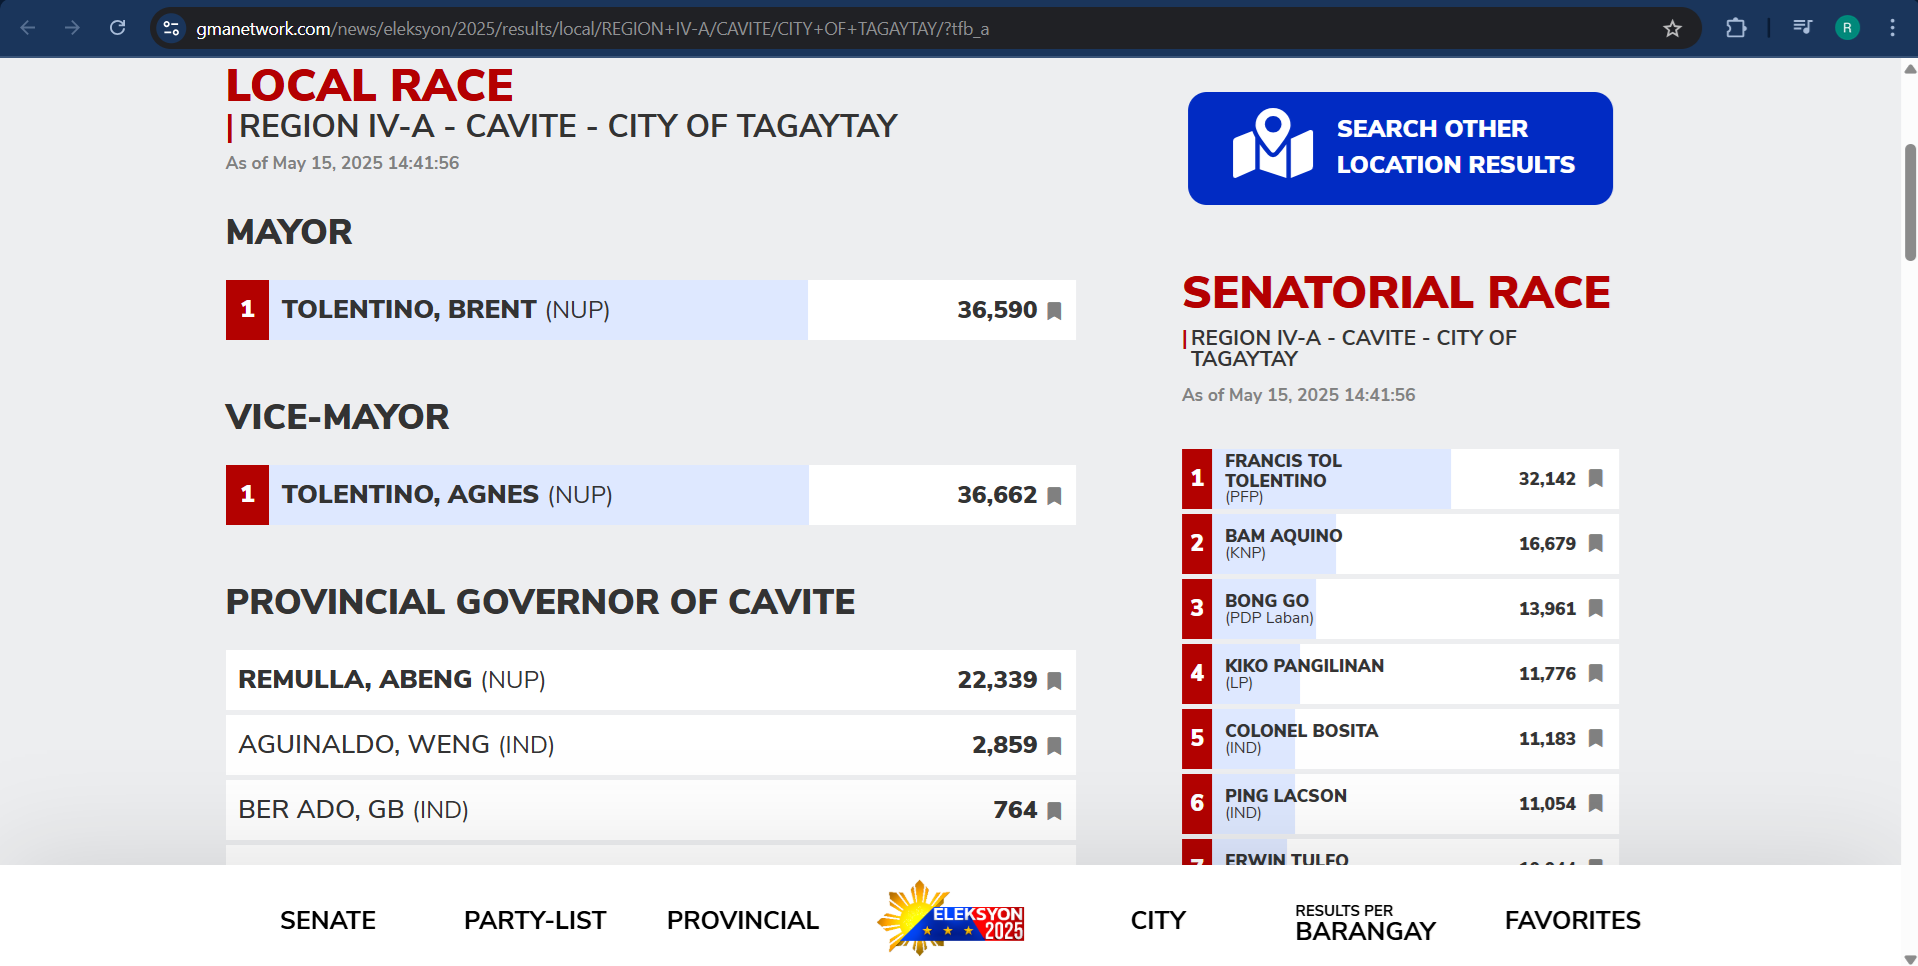 gmanetwork.com/news/eleksyon/2025/results/local/REGION+IV-A/CAVITE/CITY+OF+TAGAYTAY/?tfb_a
R
LOCAL RACE
REGION IV-A - CAVITE - CITY OF TAGAYTAY
As of May 15, 2025 14:41:56
MAYOR
1 TOLENTINO, BRENT (NUP) 36,590
VICE-MAYOR
1 TOLENTINO, AGNES (NUP) 36,662
PROVINCIAL GOVERNOR OF CAVITE
REMULLA, ABENG (NUP) 22,339
AGUINALDO, WENG (IND) 2,859
BER ADO, GB (IND) 764
SEARCH OTHER
LOCATION RESULTS
SENATORIAL RACE
REGION IV-A - CAVITE - CITY OF
TAGAYTAY
As of May 15, 2025 14:41:56
1 FRANCIS TOL
TOLENTINO
(PFP) 32,142
2 BAM AQUINO
(KNP) 16,679
3 BONG GO
(PDP Laban) 13,961
4 KIKO PANGILINAN
(LP) 11,776
5 COLONEL BOSITA
(IND) 11,183
6 PING LACSON
(IND) 11,054
7 ERWIN TULFO
SENATE
PARTY-LIST
PROVINCIAL
ELEKSYON
2025
CITY
RESULTS PER
BARANGAY
FAVORITES